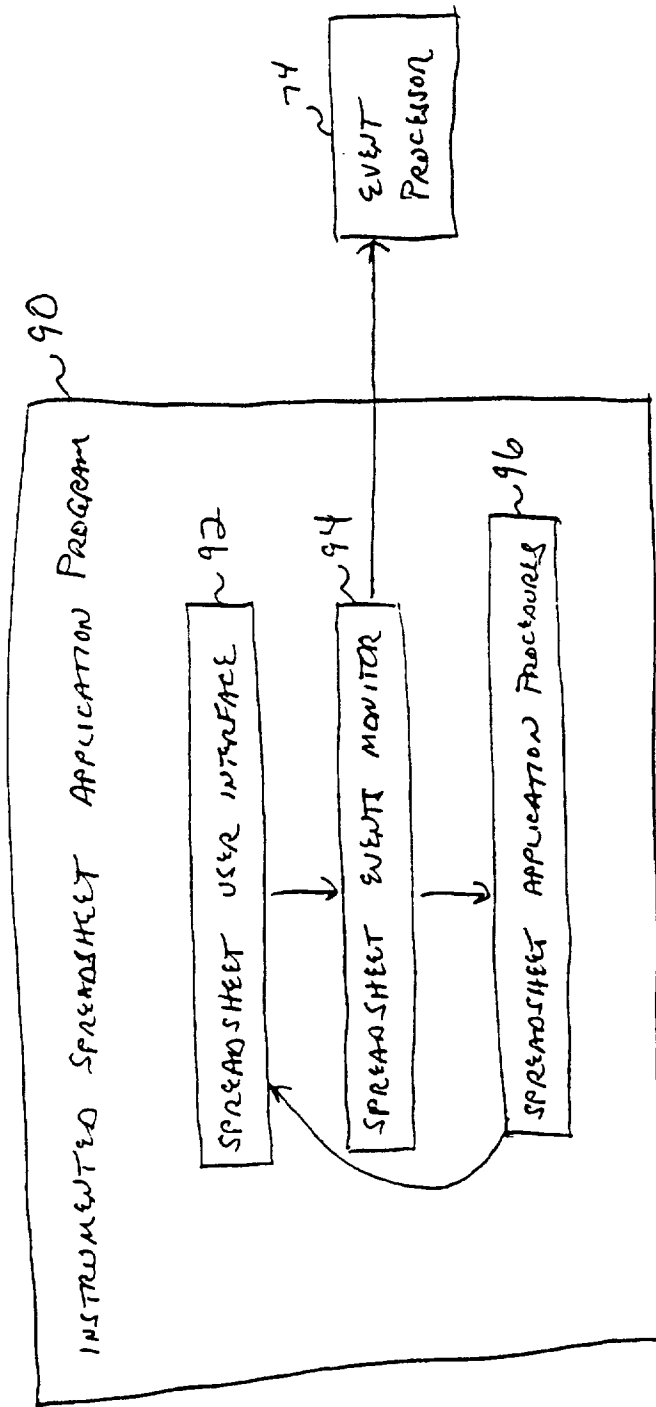 INSTRUMENTED SPREADSHEET APPLICATION PROGRAM
90
SPREADSHEET USER INTERFACE
92
SPREADSHEET EVENTS MONITOR
94
SPREADSHEET APPLICATION PROCEDURES
96
EVENT
PROCESSOR
74